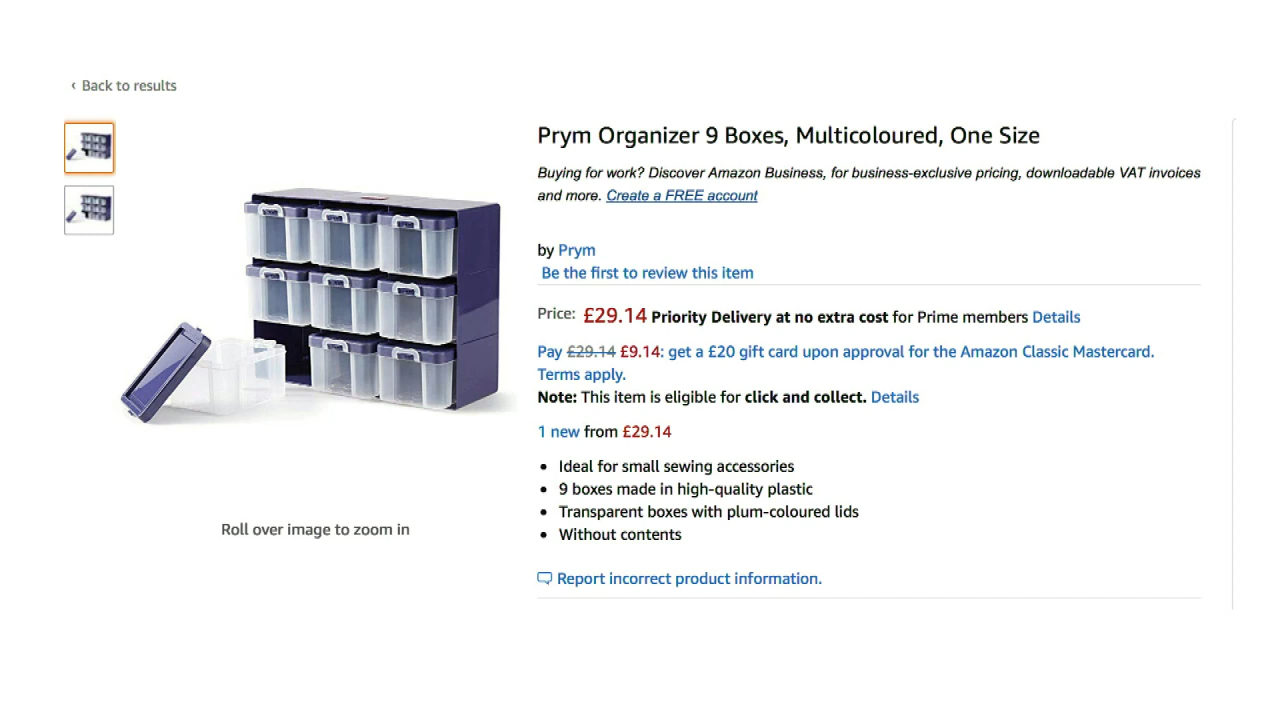 ‹ Back to results
Prym Organizer 9 Boxes, Multicoloured, One Size
Buying for work? Discover Amazon Business, for business-exclusive pricing, downloadable VAT invoices
and more. Create a FREE account
by Prym
Be the first to review this item
Price: £29.14 Priority Delivery at no extra cost for Prime members Details
Pay £29.14 £9.14: get a £20 gift card upon approval for the Amazon Classic Mastercard.
Terms apply.
Note: This item is eligible for click and collect. Details
1 new from £29.14
• Ideal for small sewing accessories
• 9 boxes made in high-quality plastic
• Transparent boxes with plum-coloured lids
• Without contents
Roll over image to zoom in
Report incorrect product information.